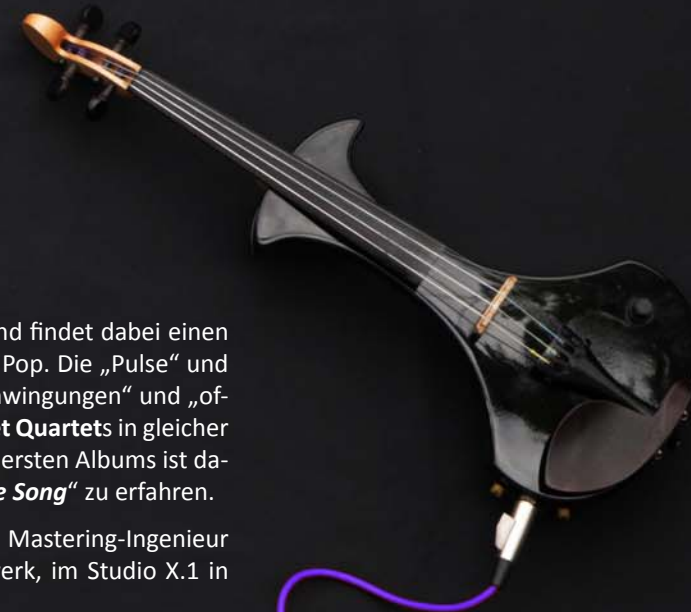 nd findet dabei einen
Pop. Die „Pulse“ und
wingungen“ und „of-
et Quartets in gleicher
ersten Albums ist da-
e Song“ zu erfahren.
Mastering-Ingenieur
erk, im Studio X.1 in